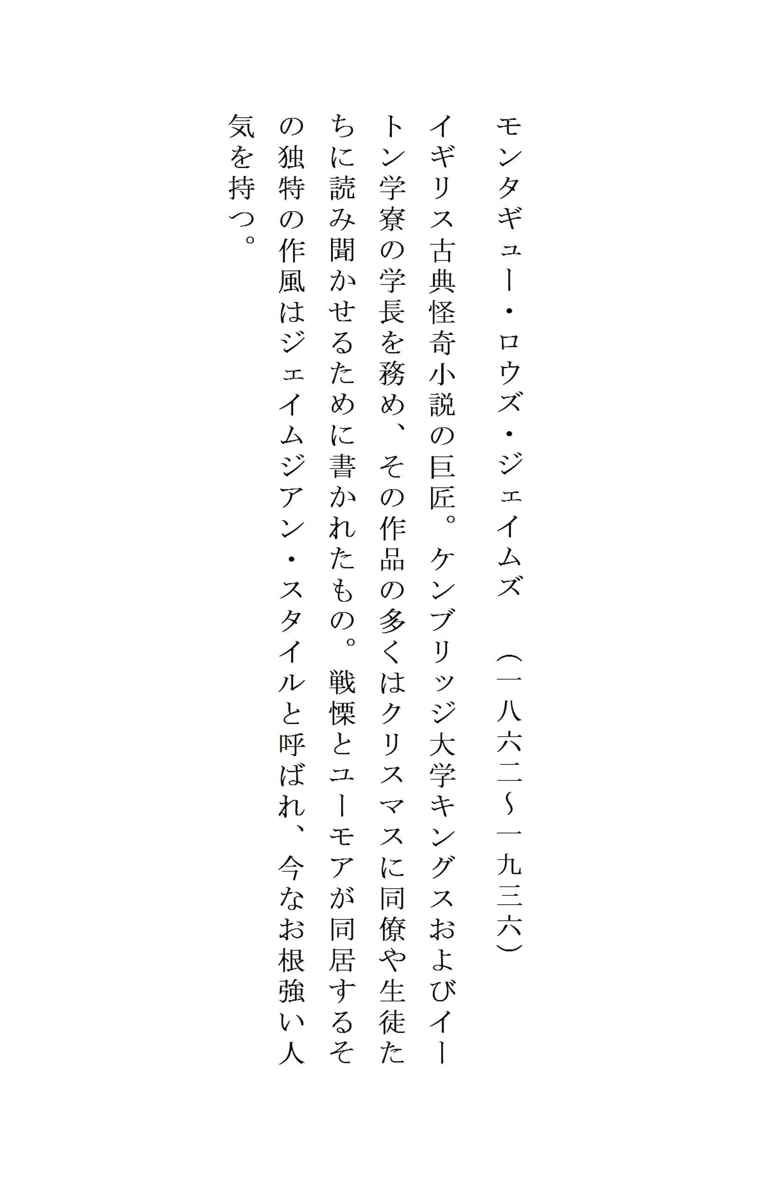 モンタギュー・ロウズ・ジェイムズ　（一八六二～一九三六）
イギリス古典怪奇小説の巨匠。ケンブリッジ大学キングスおよびイー
トン学寮の学長を務め、その作品の多くはクリスマスに同僚や生徒た
ちに読み聞かせるために書かれたもの。戦慄とユーモアが同居するそ
の独特の作風はジェイムジアン・スタイルと呼ばれ、今なお根強い人
気を持つ。